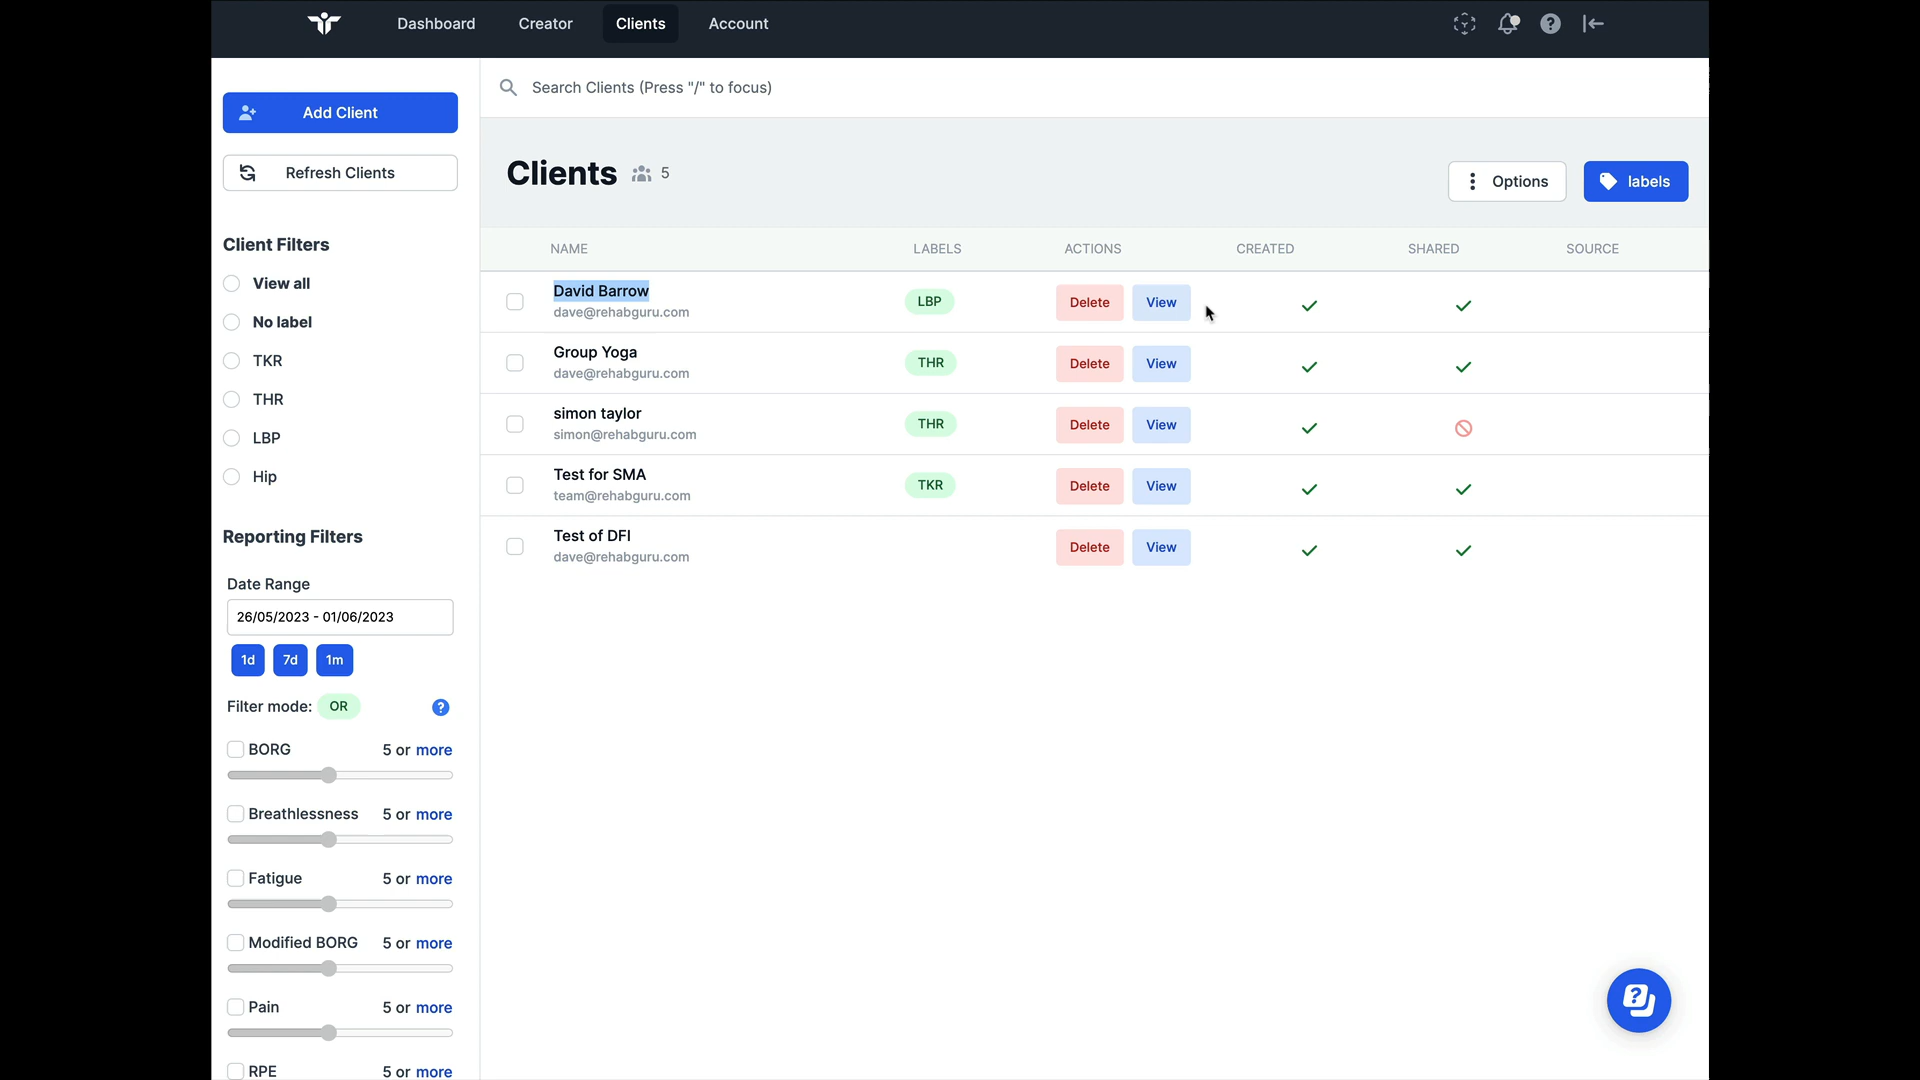 Dashboard
Creator
Clients
Account
Add Client
Refresh Clients
Client Filters
View all
No label
TKR
THR
LBP
Hip
Reporting Filters
Date Range
26/05/2023 - 01/06/2023
1d 7d 1m
Filter mode: OR
BORG 5 or more
Breathlessness 5 or more
Fatigue 5 or more
Modified BORG 5 or more
Pain 5 or more
RPE 5 or more
Search Clients (Press "/" to focus)
Clients 5
Options
labels
NAME LABELS ACTIONS CREATED SHARED SOURCE
David Barrow
dave@rehabguru.com
LBP Delete View
Group Yoga
dave@rehabguru.com
THR Delete View
simon taylor
simon@rehabguru.com
THR Delete View
Test for SMA
team@rehabguru.com
TKR Delete View
Test of DFI
dave@rehabguru.com
Delete View